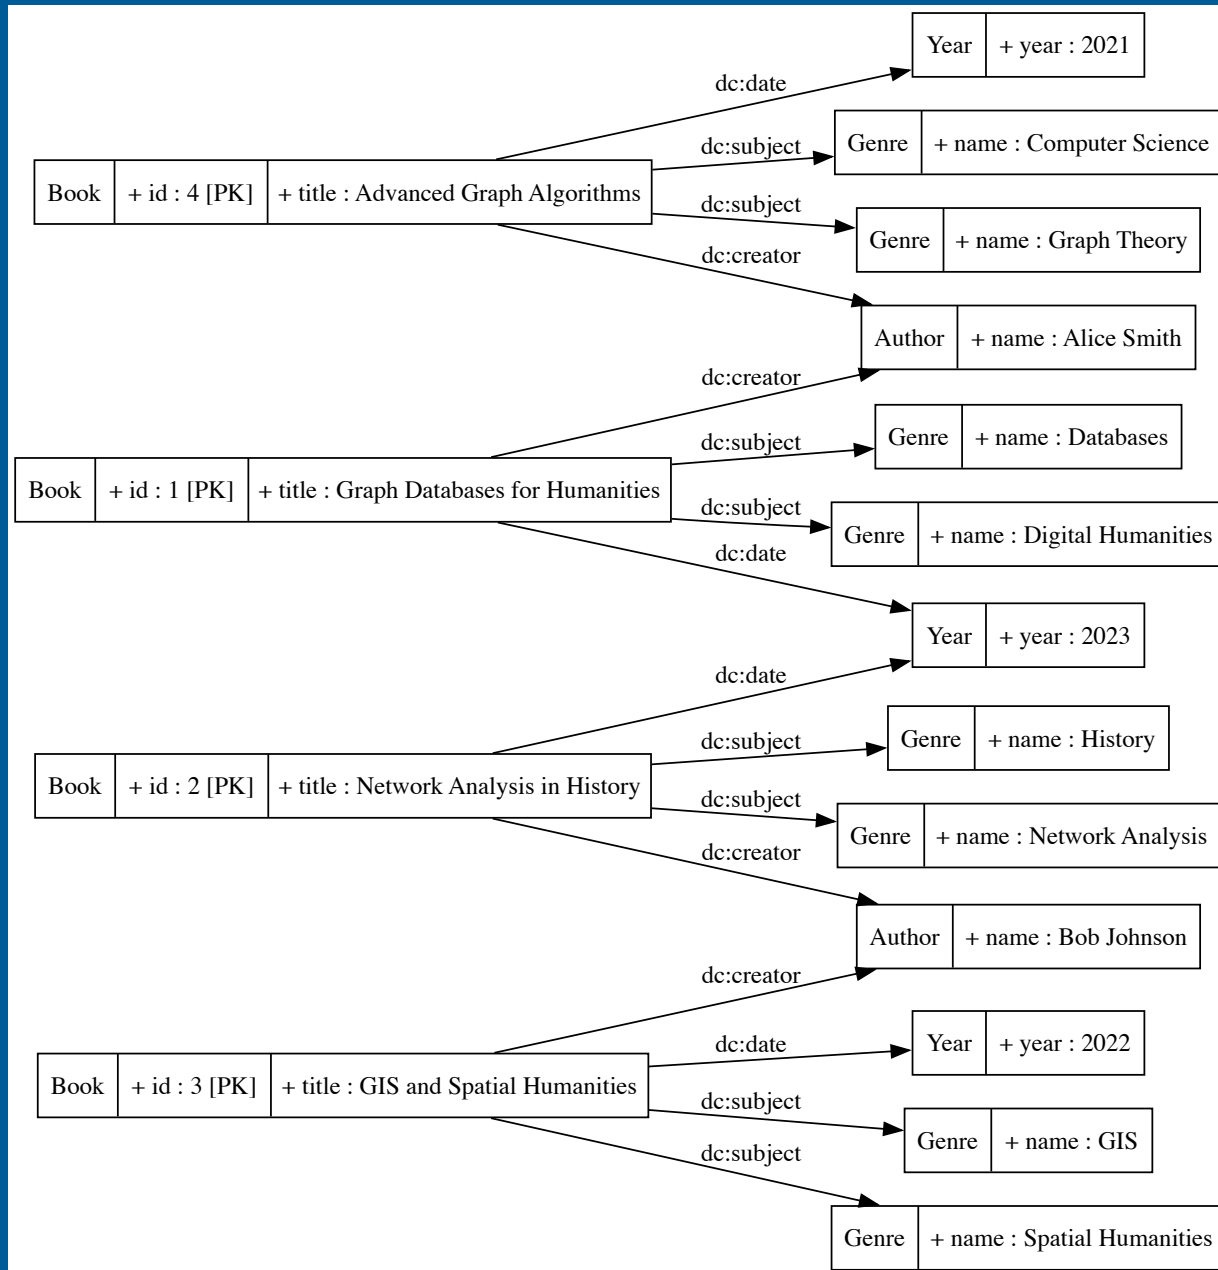 Year + year : 2021
dc:date
Genre + name : Computer Science
dc:subject
Book + id : 4 [PK] + title : Advanced Graph Algorithms
dc:subject
Genre + name : Graph Theory
dc:creator
Author + name : Alice Smith
dc:creator
Genre + name : Databases
dc:subject
Book + id : 1 [PK] + title : Graph Databases for Humanities
dc:subject
Genre + name : Digital Humanities
dc:date
Year + year : 2023
dc:date
Genre + name : History
dc:subject
Book + id : 2 [PK] + title : Network Analysis in History
dc:subject
Genre + name : Network Analysis
dc:creator
Author + name : Bob Johnson
dc:creator
Year + year : 2022
dc:date
Book + id : 3 [PK] + title : GIS and Spatial Humanities
dc:subject
Genre + name : GIS
dc:subject
Genre + name : Spatial Humanities